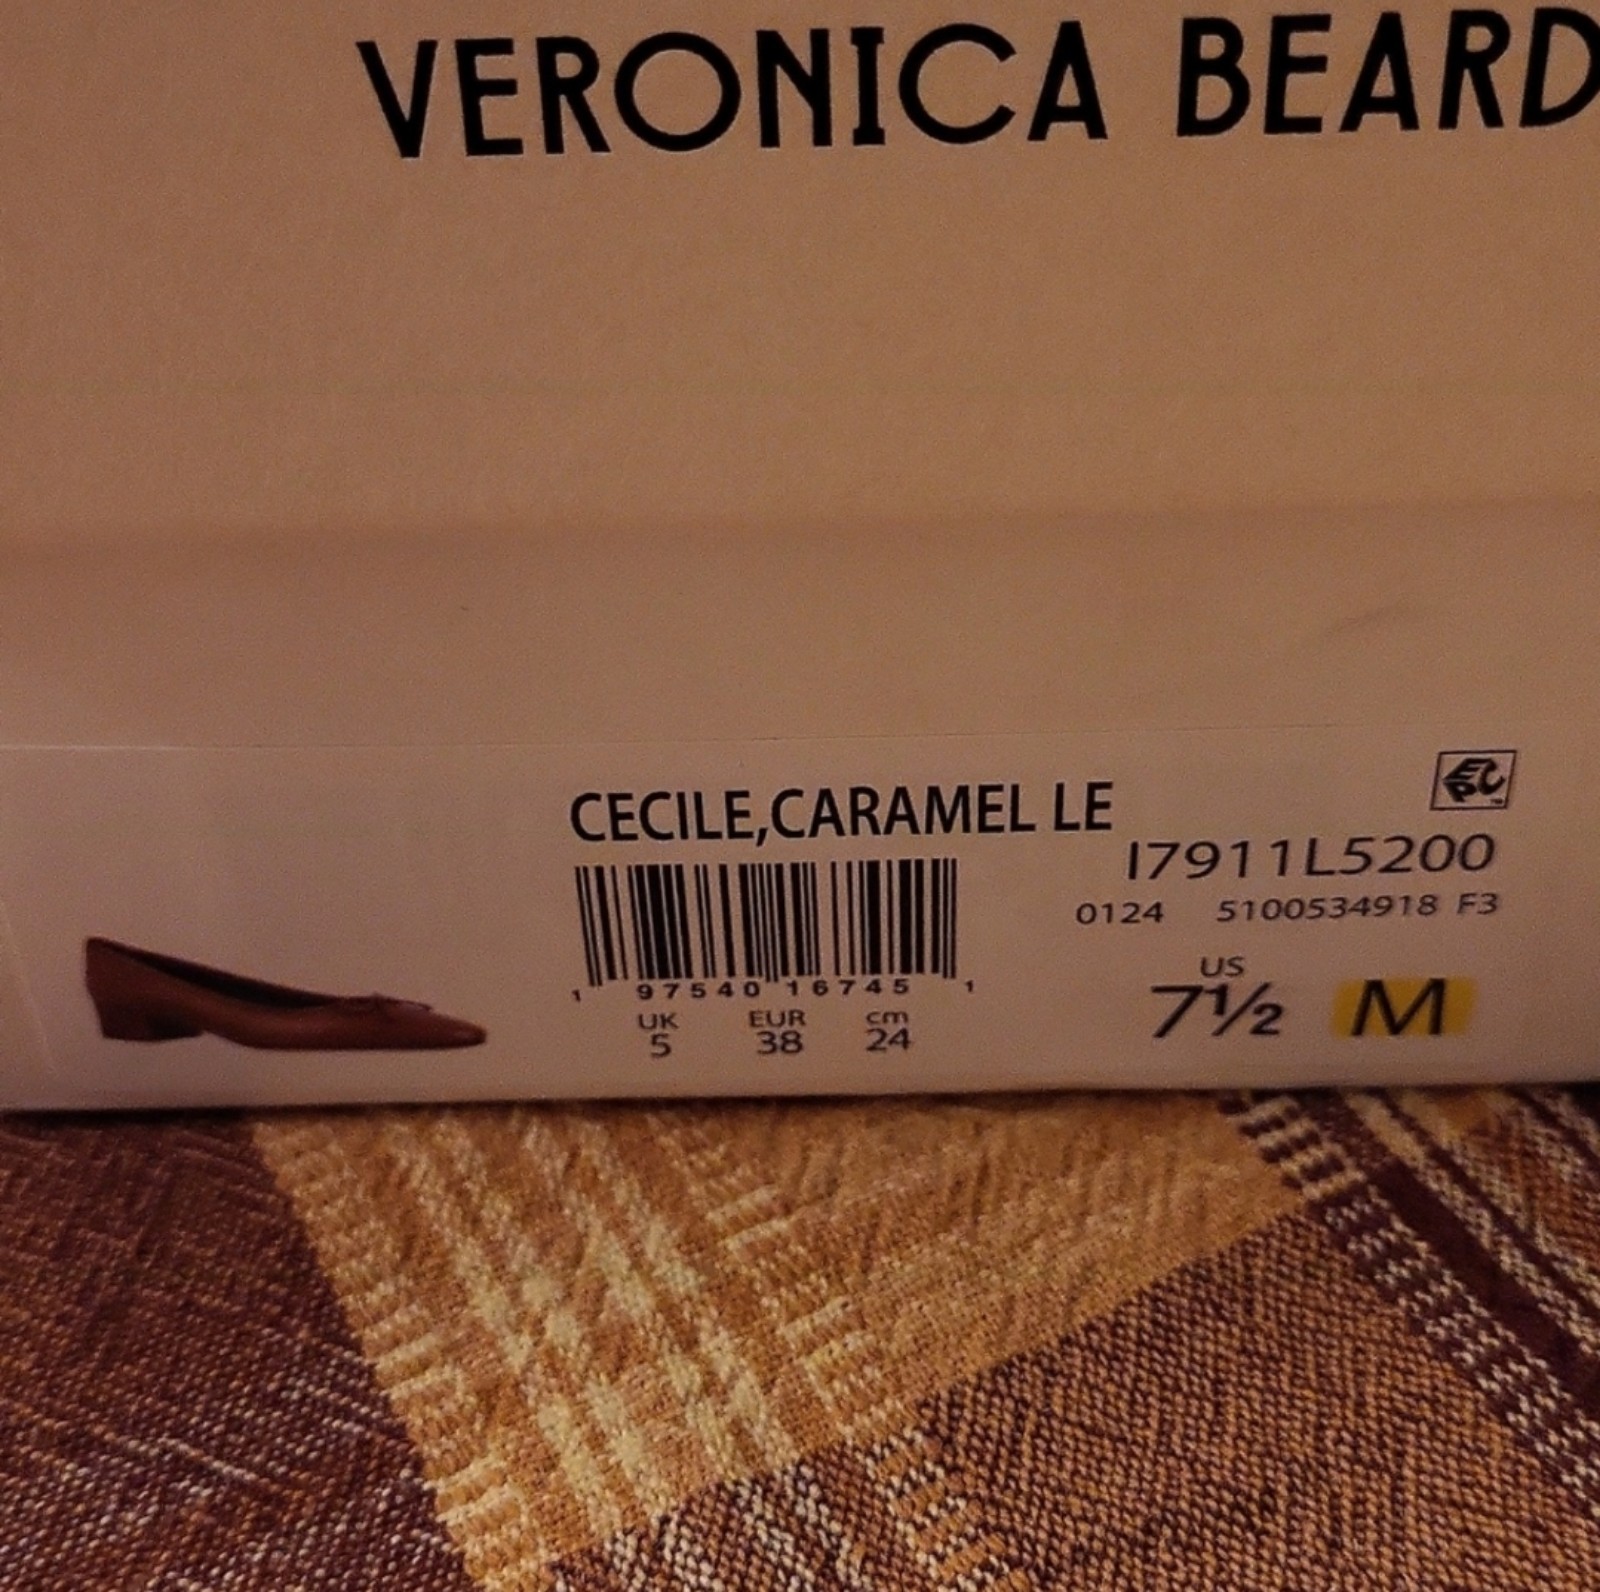 VERONICA BEARD
CECILE,CARAMEL LE
EPC
I7911L5200
0124 5100534918 F3
1 97540 16745 1
US
7½ M
UK EUR cm
5 38 24